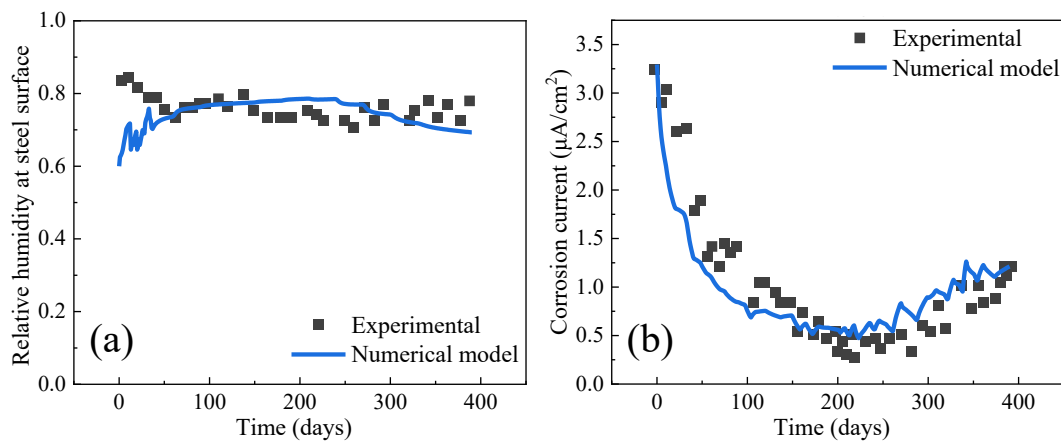 Relative humidity at steel surface
1.0
0.8
0.6
0.4
0.2
0.0
(a)
Experimental
Numerical model
0
100
200
300
400
Time (days)
Corrosion current (μA/cm²)
3.5
3.0
2.5
2.0
1.5
1.0
0.5
0.0
Experimental
Numerical model
(b)
0
100
200
300
400
Time (days)